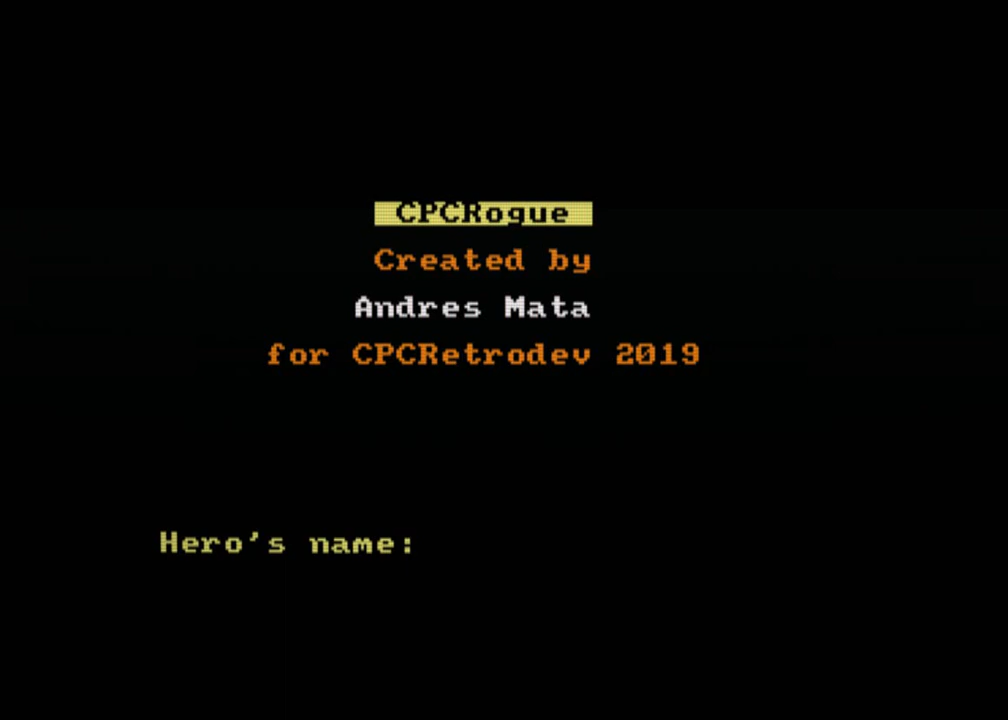 CPCRogue
Created by
Andres Mata
for CPCRetrodev 2019
Hero's name: